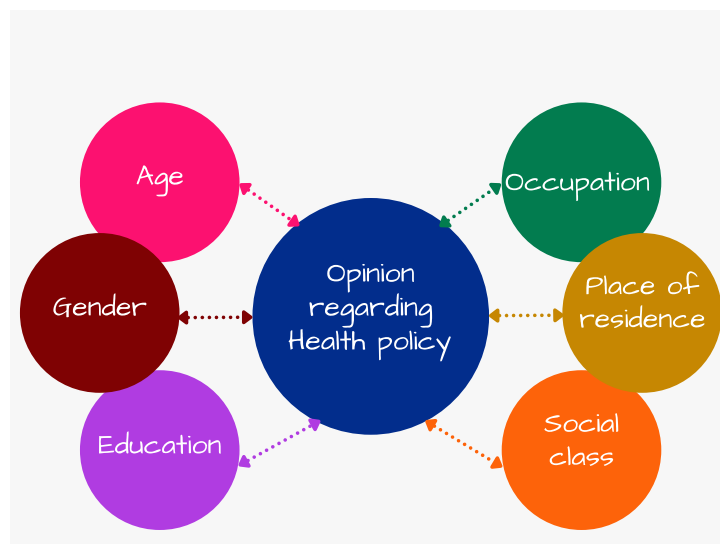 Age
Occupation
Opinion
regarding
Health policy
Gender
Place of
residence
Education
Social
class